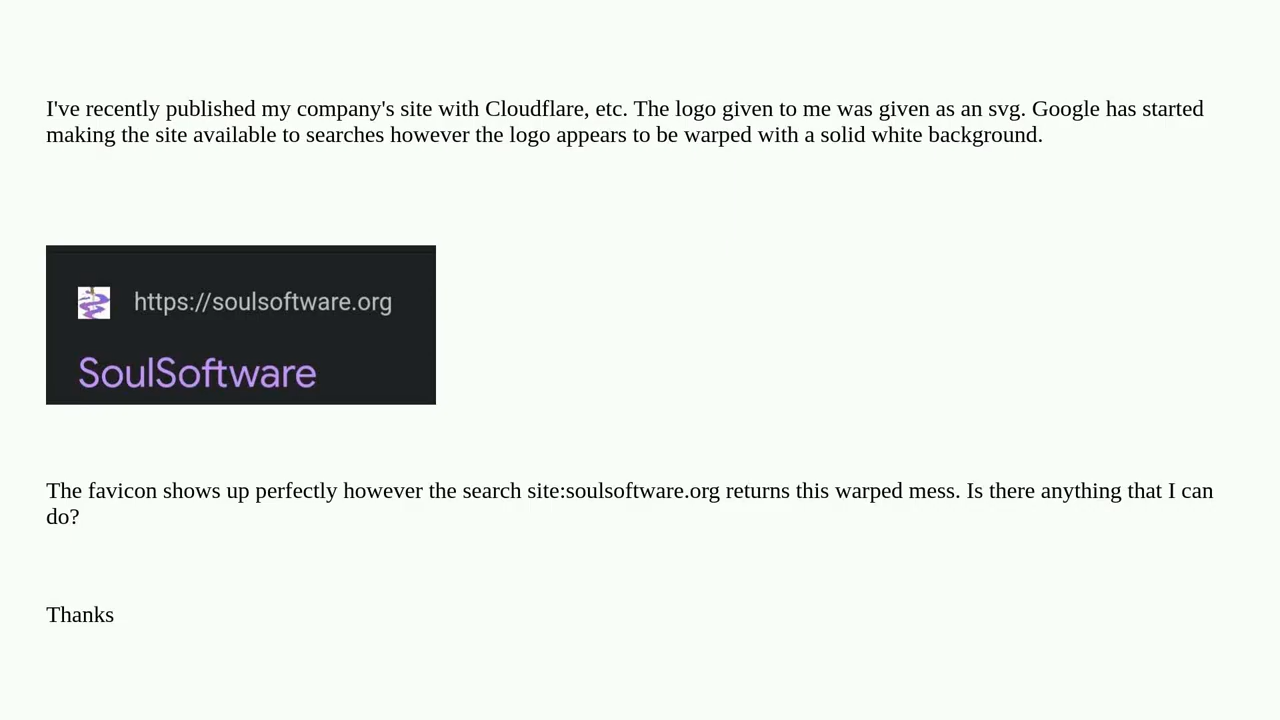 I've recently published my company's site with Cloudflare, etc. The logo given to me was given as an svg. Google has started
making the site available to searches however the logo appears to be warped with a solid white background.
https://soulsoftware.org
SoulSoftware
The favicon shows up perfectly however the search site:soulsoftware.org returns this warped mess. Is there anything that I can
do?
Thanks